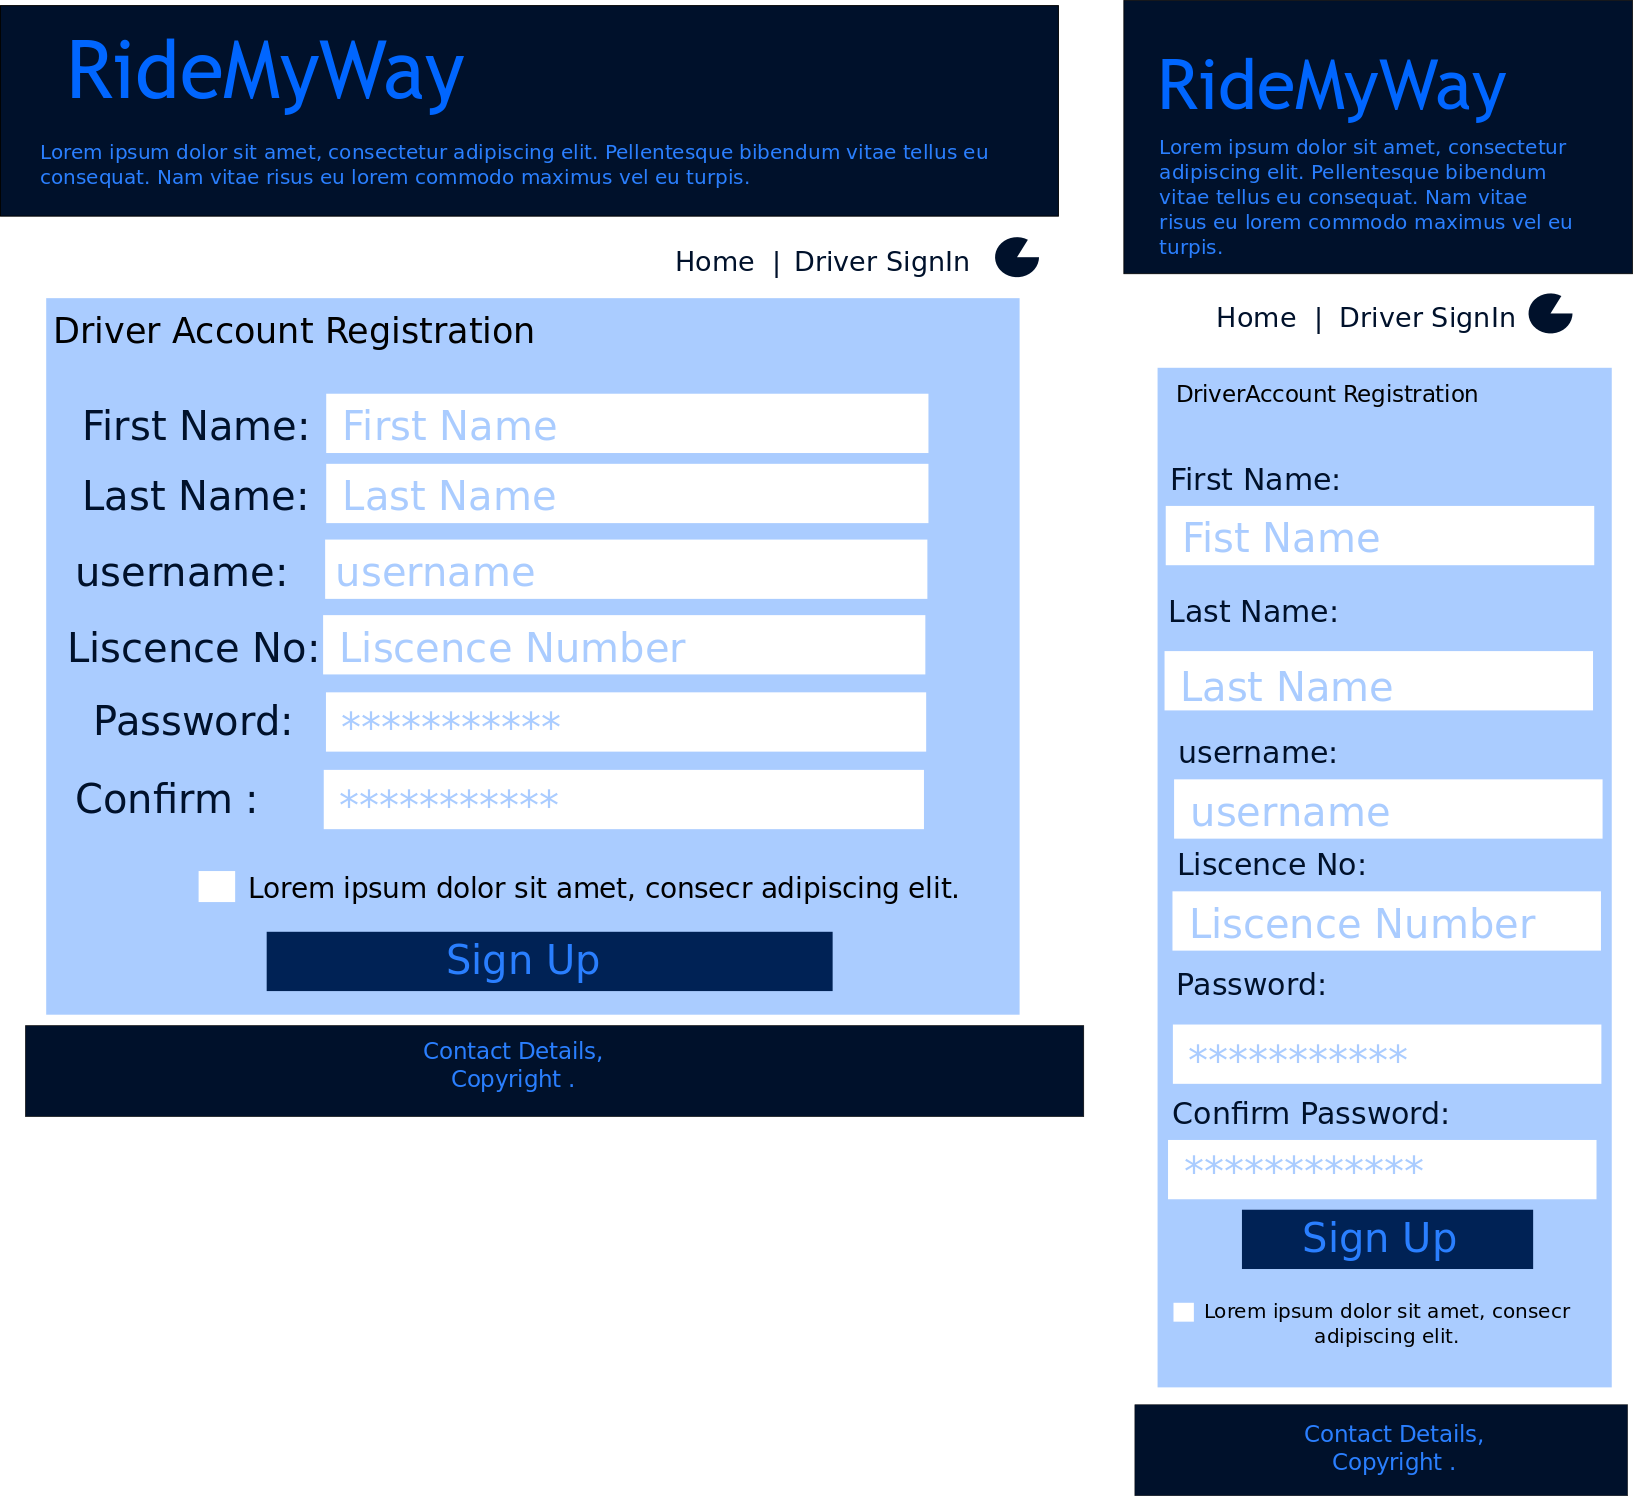 RideMyWay
Lorem ipsum dolor sit amet, consectetur adipiscing elit. Pellentesque bibendum vitae tellus eu
consequat. Nam vitae risus eu lorem commodo maximus vel eu turpis.
Home | Driver SignIn
Driver Account Registration
First Name: First Name
Last Name: Last Name
username: username
Liscence No: Liscence Number
Password: ***********
Confirm : ***********
Lorem ipsum dolor sit amet, consecr adipiscing elit.
Sign Up
Contact Details,
Copyright .
RideMyWay
Lorem ipsum dolor sit amet, consectetur
adipiscing elit. Pellentesque bibendum
vitae tellus eu consequat. Nam vitae
risus eu lorem commodo maximus vel eu
turpis.
Home | Driver SignIn
DriverAccount Registration
First Name:
Fist Name
Last Name:
Last Name
username:
username
Liscence No:
Liscence Number
Password:
***********
Confirm Password:
************
Sign Up
Lorem ipsum dolor sit amet, consecr
adipiscing elit.
Contact Details,
Copyright .